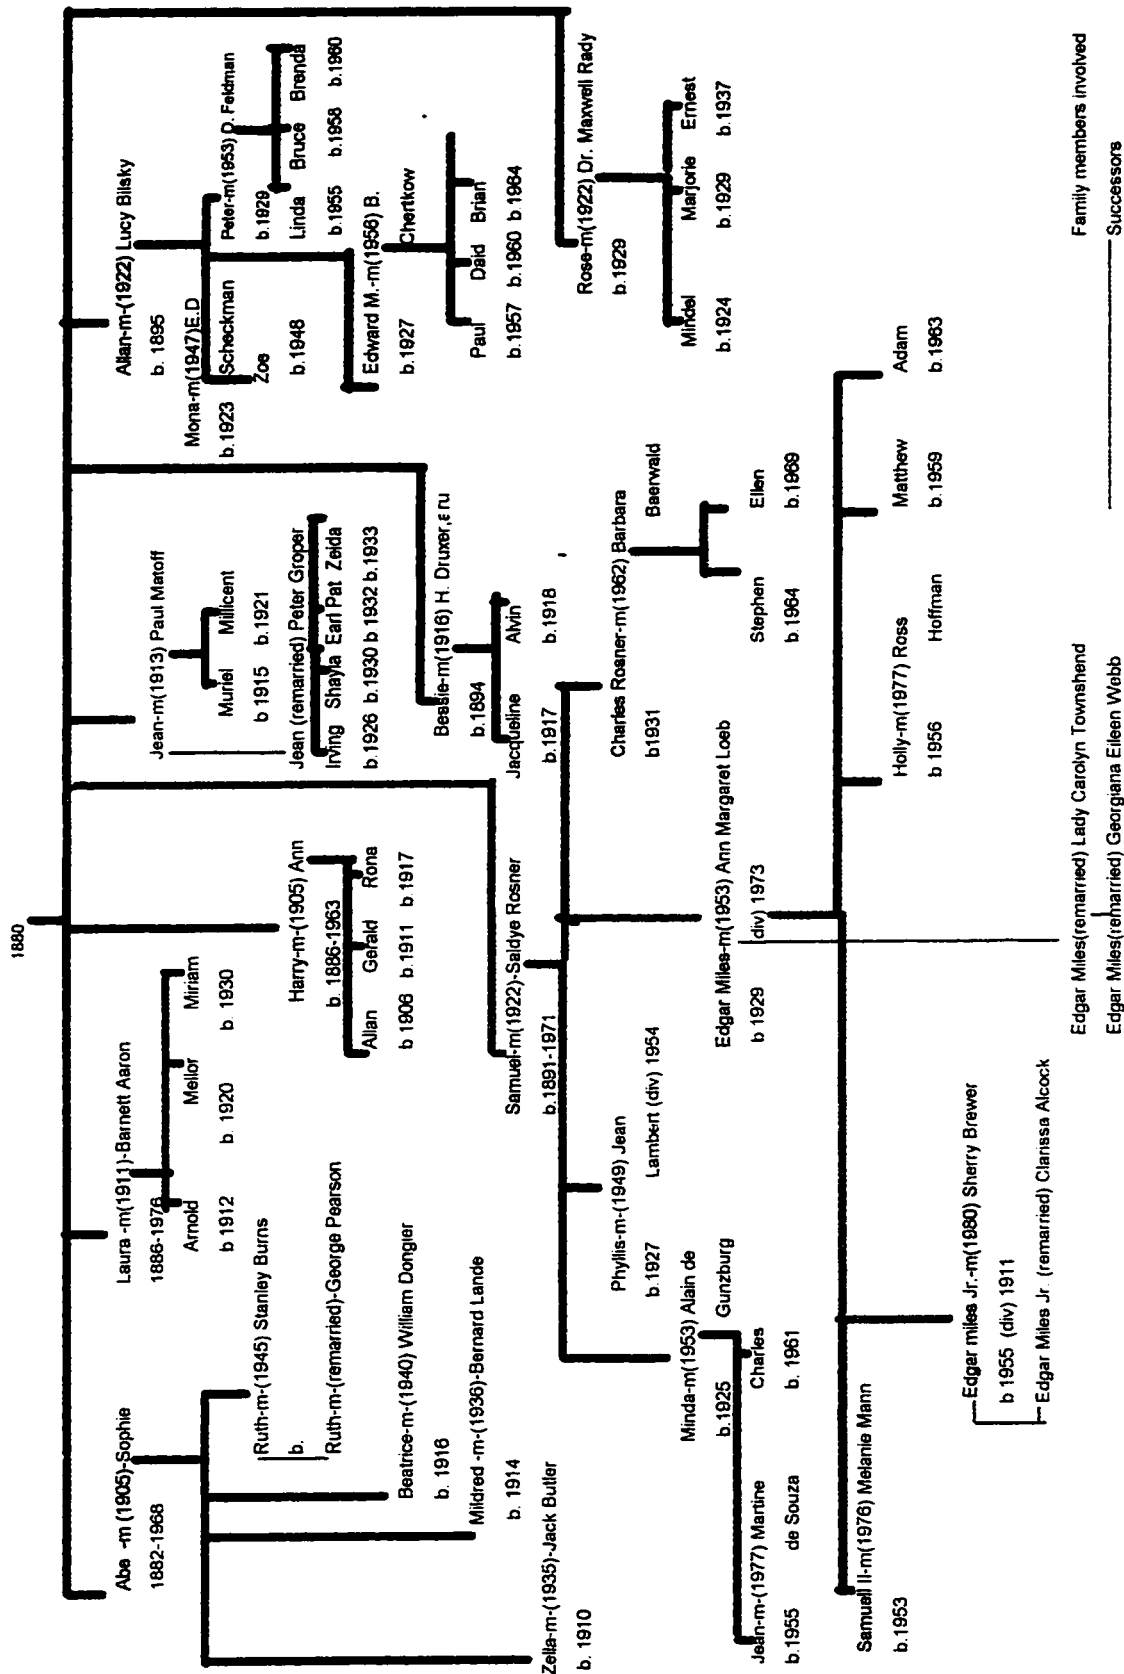 1880
Abe -m (1905)-Sophie
1882-1968
Ruth-m-(1945) Stanley Burns
b.
Ruth-m-(remarried)-George Pearson
Beatrice-m-(1940) William Dongier
b. 1916
Mildred -m-(1936)-Bernard Lande
b. 1914
Zella-m-(1935)-Jack Butler
b. 1910
Laura -m(1911)-Barnett Aaron
1886-1976
Arnold Mellor Miriam
b 1912 b. 1920 b. 1930
Harry-m-(1905) Ann
b. 1886-1963
Allan Gerald Rona
b 1906 b.1911 b.1917
Samuel-m(1922)-Saldye Rosner
b.1891-1971
Minda-m(1953) Alain de
b.1925 Gunzburg
Jean-m-(1977) Martine Charles
b.1955 de Souza b. 1961
Phyllis-m-(1949) Jean
b.1927 Lambert (div) 1954
Edgar Miles-m(1953) Ann Margaret Loeb
b 1929 (div) 1973
Samuell II-m(1976) Melanie Mann
b.1953
Edgar miles Jr.-m(1980) Sherry Brewer
b 1955 (div) 1911
Edgar Miles Jr. (remarried) Clarissa Alcock
Holly-m(1977) Ross
b 1956 Hoffman
Matthew
b.1959
Adam
b.1963
Edgar Miles(remarried) Lady Carolyn Townshend
Edgar Miles(remarried) Georgiana Eileen Webb
Charles Rosner-m(1962) Barbara
b1931 Baerwald
Stephen Ellen
b.1964 b.1969
Jean-m(1913) Paul Matoff
Muriel Millicent
b 1915 b.1921
Jean (remarried) Peter Groper
Irving Shayla Earl Pat Zelda
b.1926 b.1930 b 1932 b.1933
Bessie-m(1916) H. Druxer,
b.1894
Jacqueline Alvin
b.1917 b.1918
Allan-m-(1922) Lucy Bilsky
b. 1895
Mona-m(1947)E.D
b.1923 Scheckman
Zoe
b.1948
Peter-m(1953) D. Feldman
b.1929
Linda Bruce Brenda
b.1955 b.1958 b.1960
Edward M.-m(1956) B.
b.1927 Chertkow
Paul Daid Brian
b.1957 b.1960 b.1964
Rose-m(1922) Dr. Maxwell Rady
b.1929
Mindel Marjorie Ernest
b.1924 b.1929 b.1937
Family members involved
Successors